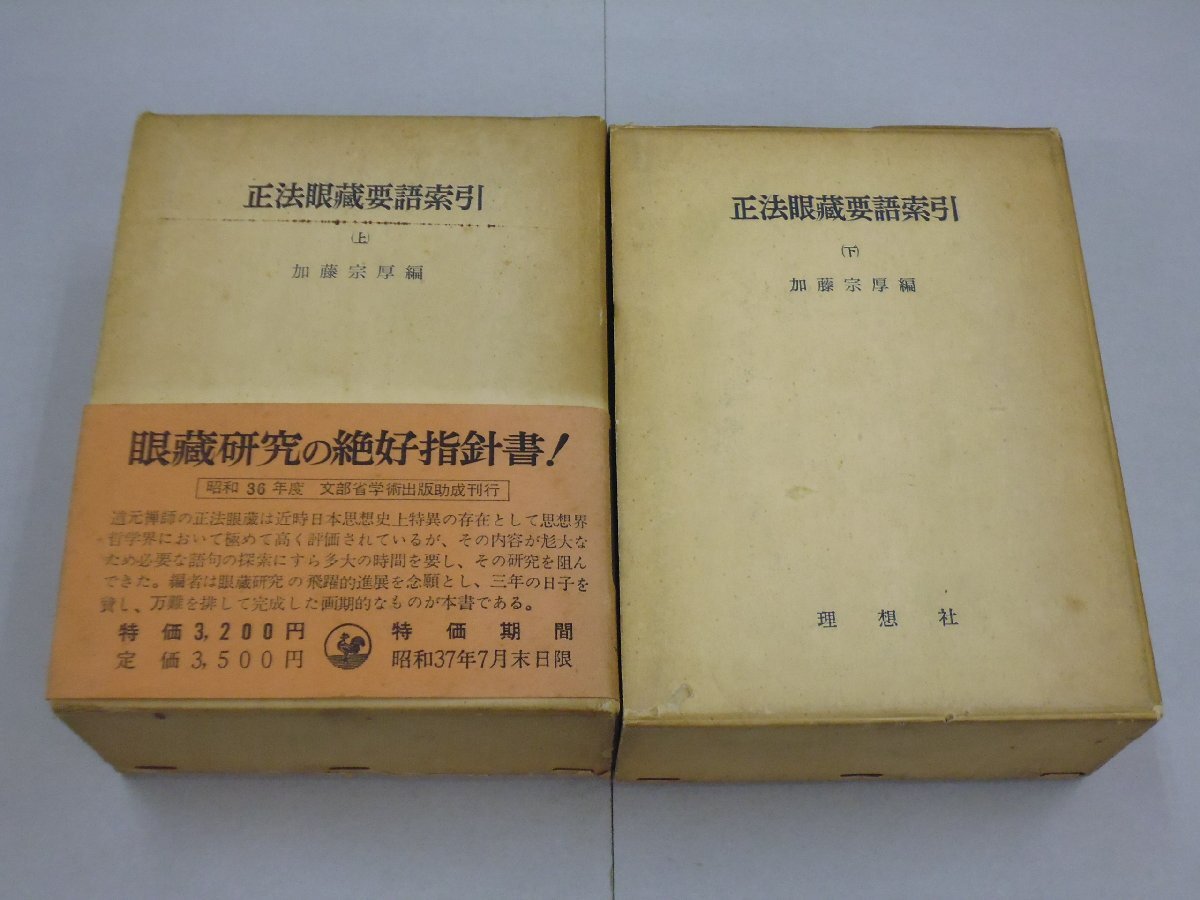 正法眼藏要語索引
(上)
加藤宗厚編
眼藏研究の絶好指針書!
昭和36年度 文部省学術出版助成刊行
道元禅師の正法眼藏は近時日本思想史上特異の存在として思想界
哲学界において極めて高く評価されているが、その内容が尨大な
ため必要な語句の探索にすら多大の時間を要し、その研究を阻ん
できた。編者は眼藏研究の飛躍的進展を念願とし、三年の日子を
費し、万難を排して完成した画期的なものが本書である。
特価3,200円
定価3,500円
特価期間
昭和37年7月末日限
正法眼藏要語索引
(下)
加藤宗厚編
理想社